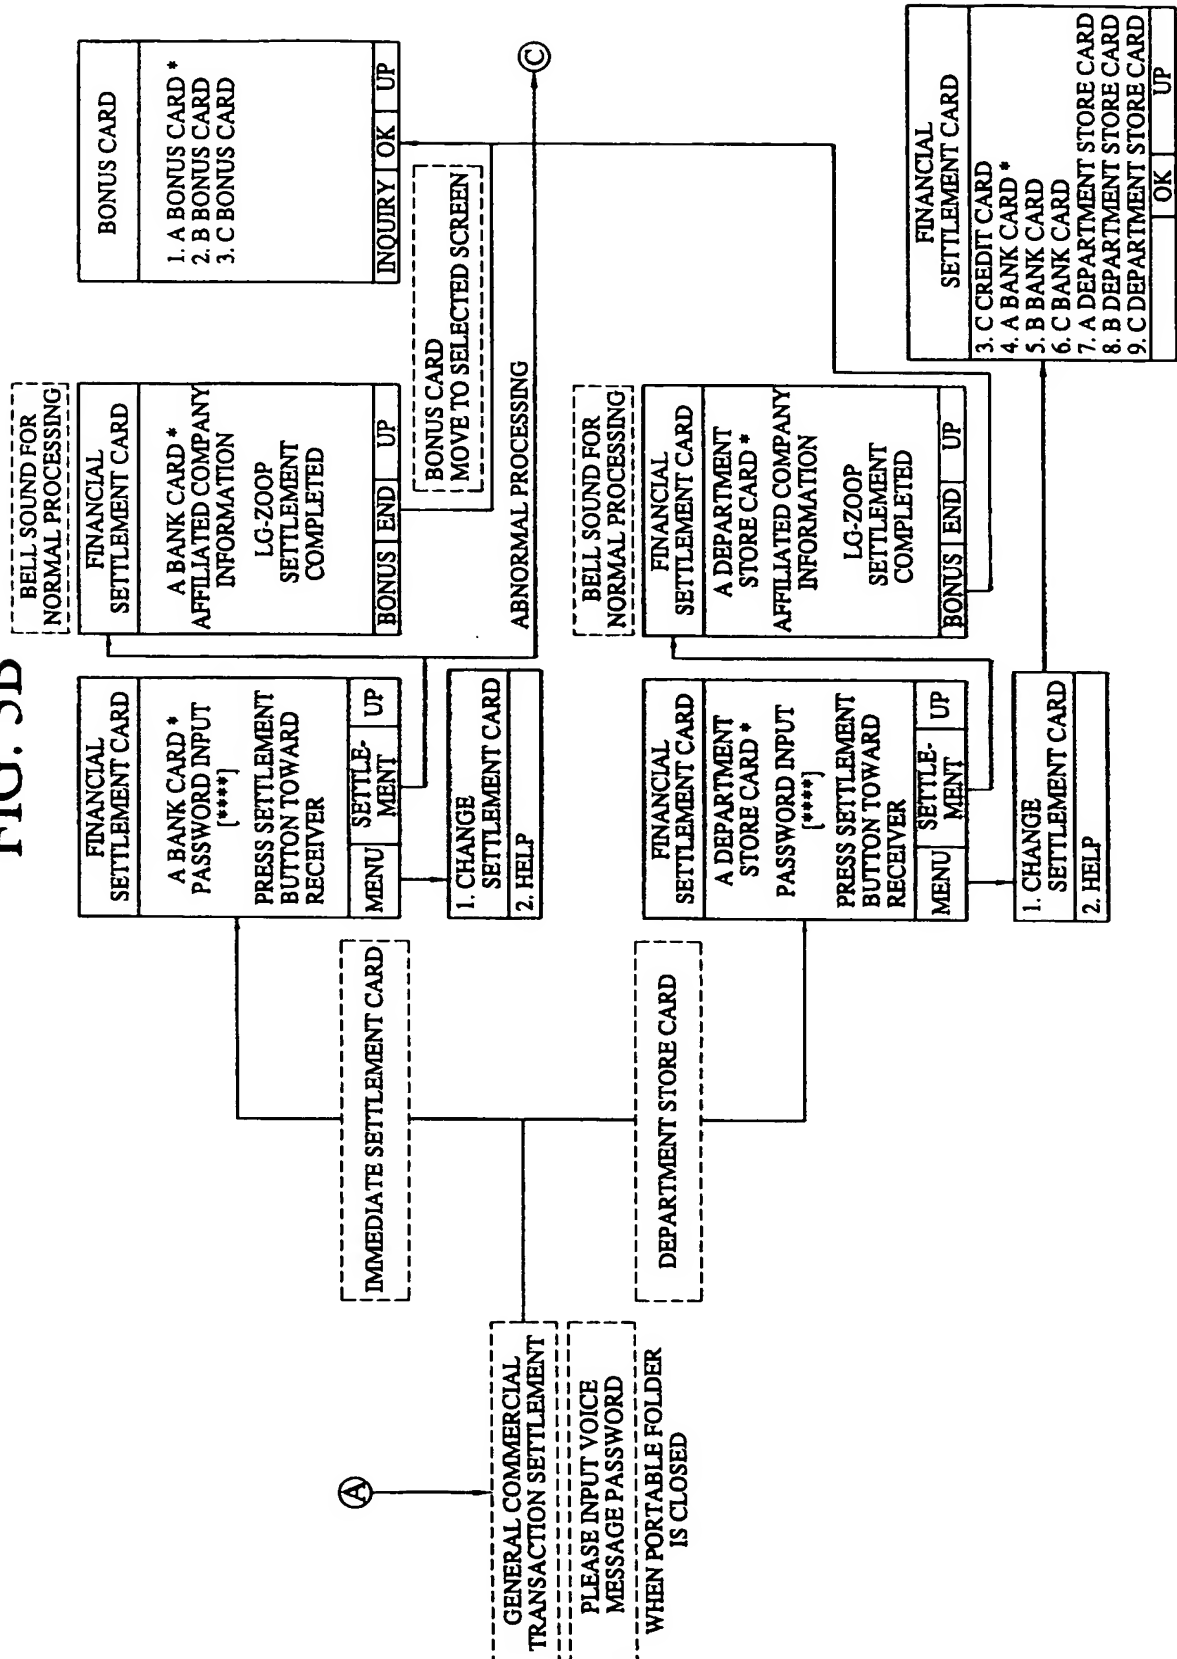 FIG.
A
GENERAL COMMERCIAL
TRANSACTION SETTLEMENT
PLEASE INPUT VOICE
MESSAGE PASSWORD
WHEN PORTABLE FOLDER
IS CLOSED
IMMEDIATE SETTLEMENT CARD
DEPARTMENT STORE CARD
FINANCIAL
SETTLEMENT CARD
A BANK CARD *
PASSWORD INPUT
[****]
PRESS SETTLEMENT
BUTTON TOWARD
RECEIVER
MENU SETTLE-
MENT UP
1. CHANGE
SETTLEMENT CARD
2. HELP
BELL SOUND FOR
NORMAL PROCESSING
FINANCIAL
SETTLEMENT CARD
A BANK CARD *
AFFILIATED COMPANY
INFORMATION
LG-ZOOP
SETTLEMENT
COMPLETED
BONUS END UP
BONUS CARD
MOVE TO SELECTED SCREEN
ABNORMAL PROCESSING
BONUS CARD
1. A BONUS CARD *
2. B BONUS CARD
3. C BONUS CARD
INQUIRY OK UP
C
FINANCIAL
SETTLEMENT CARD
A DEPARTMENT
STORE CARD *
PASSWORD INPUT
[****]
PRESS SETTLEMENT
BUTTON TOWARD
RECEIVER
MENU SETTLE-
MENT UP
1. CHANGE
SETTLEMENT CARD
2. HELP
BELL SOUND FOR
NORMAL PROCESSING
FINANCIAL
SETTLEMENT CARD
A DEPARTMENT
STORE CARD *
AFFILIATED COMPANY
INFORMATION
LG-ZOOP
SETTLEMENT
COMPLETED
BONUS END UP
FINANCIAL
SETTLEMENT CARD
3. C CREDIT CARD
4. A BANK CARD *
5. B BANK CARD
6. C BANK CARD
7. A DEPARTMENT STORE CARD
8. B DEPARTMENT STORE CARD
9. C DEPARTMENT STORE CARD
OK UP